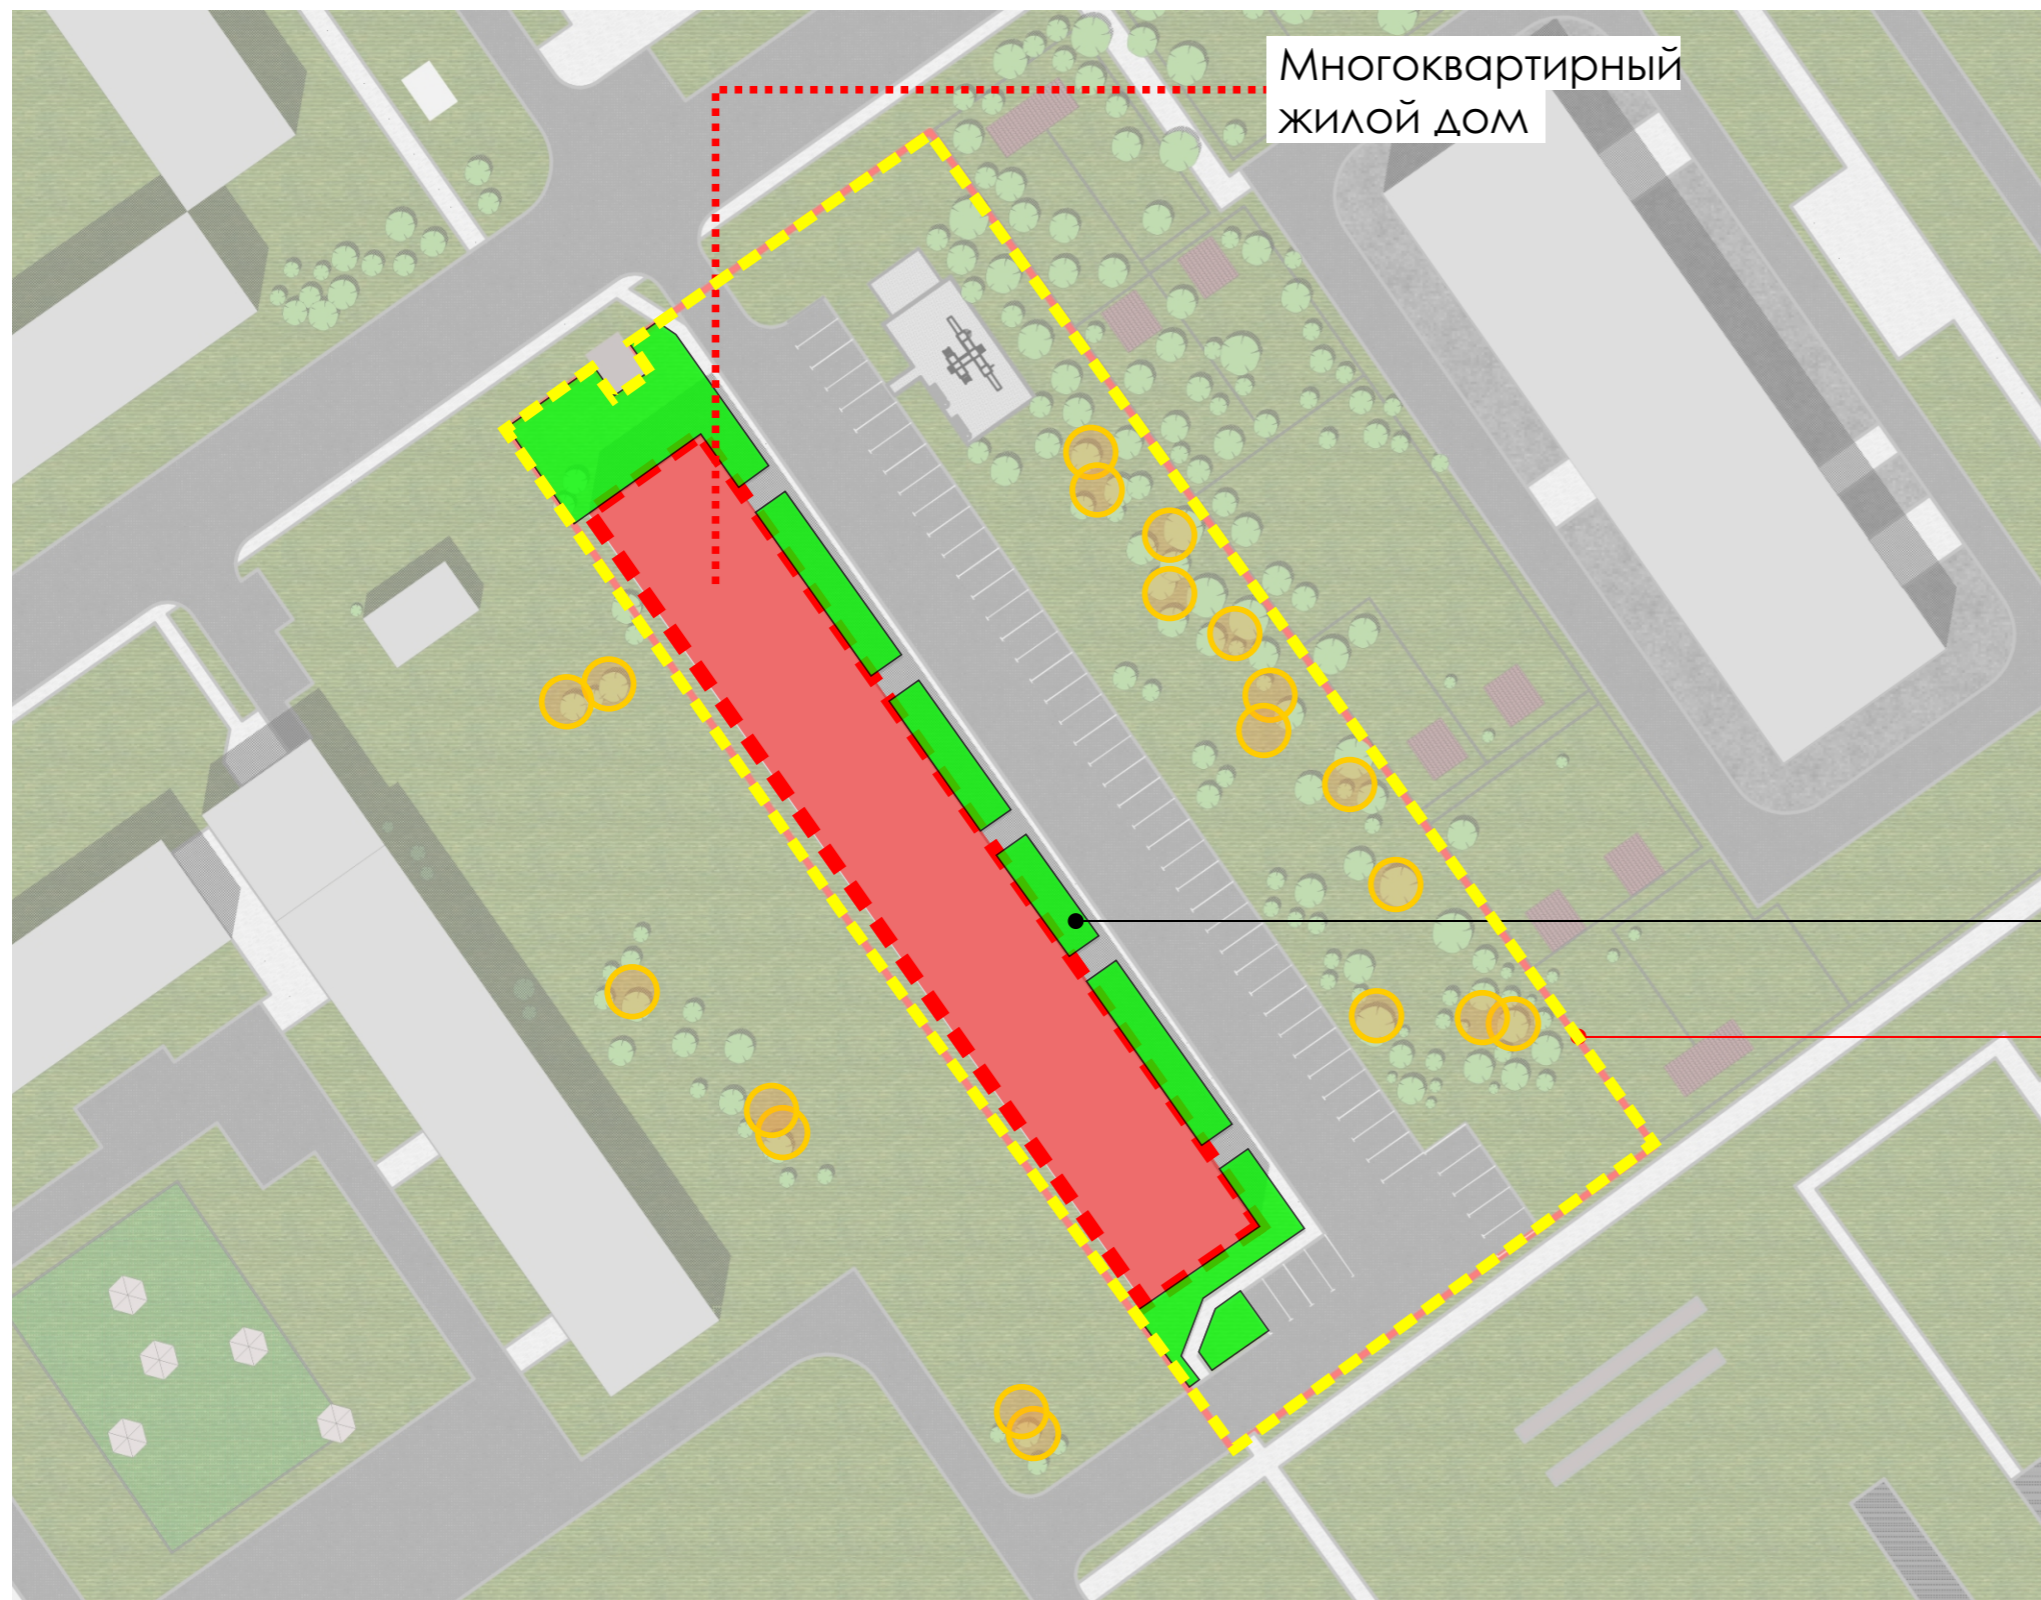 Многоквартирный
жилой дом